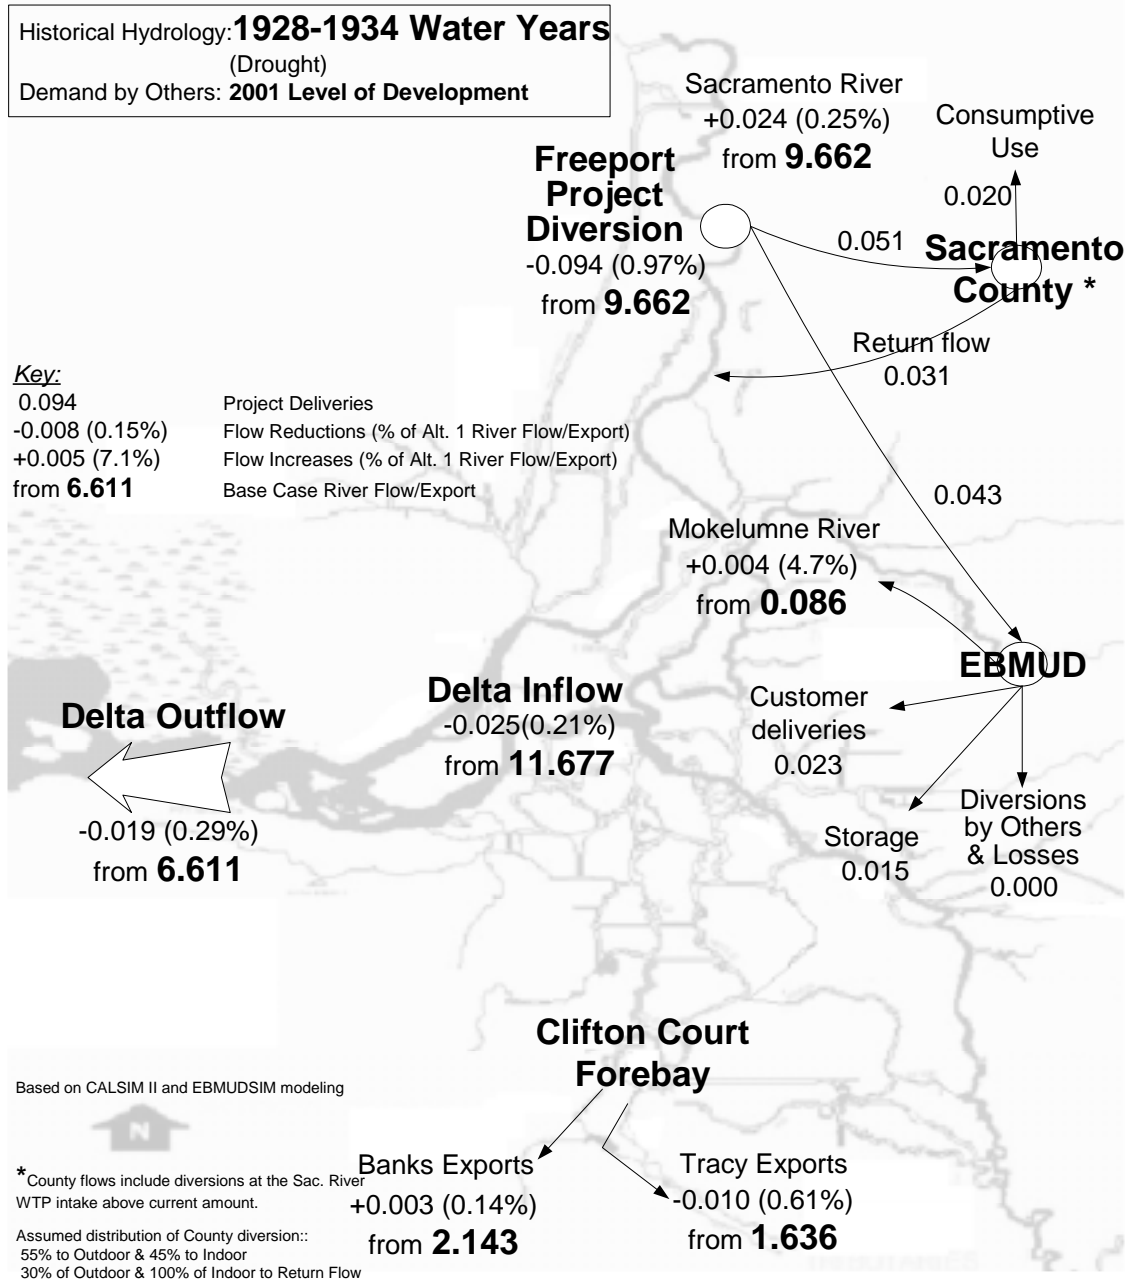 Historical Hydrology: 1928-1934 Water Years
(Drought)
Demand by Others: 2001 Level of Development
Sacramento River
+0.024 (0.25%)
from 9.662
Consumptive
Use
0.020
Freeport
Project
Diversion
-0.094 (0.97%)
from 9.662
0.051
Sacramento
County *
Return flow
0.031
Key:
0.094 Project Deliveries
-0.008 (0.15%) Flow Reductions (% of Alt. 1 River Flow/Export)
+0.005 (7.1%) Flow Increases (% of Alt. 1 River Flow/Export)
from 6.611 Base Case River Flow/Export
0.043
Mokelumne River
+0.004 (4.7%)
from 0.086
EBMUD
Delta Inflow
-0.025(0.21%)
from 11.677
Delta Outflow
-0.019 (0.29%)
from 6.611
Customer
deliveries
0.023
Storage
0.015
Diversions
by Others
& Losses
0.000
Clifton Court
Forebay
Based on CALSIM II and EBMUDSIM modeling
N
*County flows include diversions at the Sac. River
WTP intake above current amount.
Assumed distribution of County diversion::
55% to Outdoor & 45% to Indoor
30% of Outdoor & 100% of Indoor to Return Flow
Banks Exports
+0.003 (0.14%)
from 2.143
Tracy Exports
-0.010 (0.61%)
from 1.636